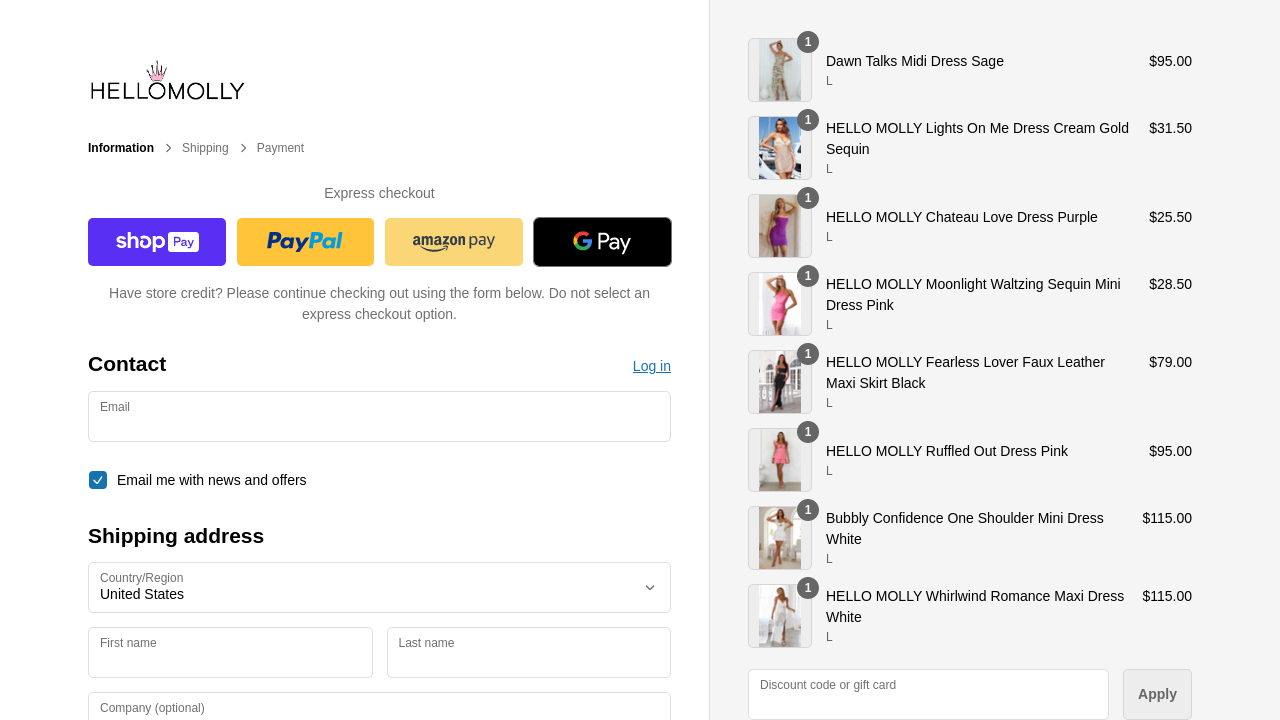 HELLOMOLLY
Information
Shipping
Payment
Express checkout
shop Pay
PayPal
amazon pay
G Pay
Have store credit? Please continue checking out using the form below. Do not select an
express checkout option.
Contact
Log in
Email
Email me with news and offers
Shipping address
Country/Region
United States
First name
Last name
Company (optional)
1
Dawn Talks Midi Dress Sage
$95.00
L
1
HELLO MOLLY Lights On Me Dress Cream Gold
$31.50
Sequin
L
1
HELLO MOLLY Chateau Love Dress Purple
$25.50
L
1
HELLO MOLLY Moonlight Waltzing Sequin Mini
$28.50
Dress Pink
L
1
HELLO MOLLY Fearless Lover Faux Leather
$79.00
Maxi Skirt Black
L
1
HELLO MOLLY Ruffled Out Dress Pink
$95.00
L
1
Bubbly Confidence One Shoulder Mini Dress
$115.00
White
L
1
HELLO MOLLY Whirlwind Romance Maxi Dress
$115.00
White
L
Discount code or gift card
Apply